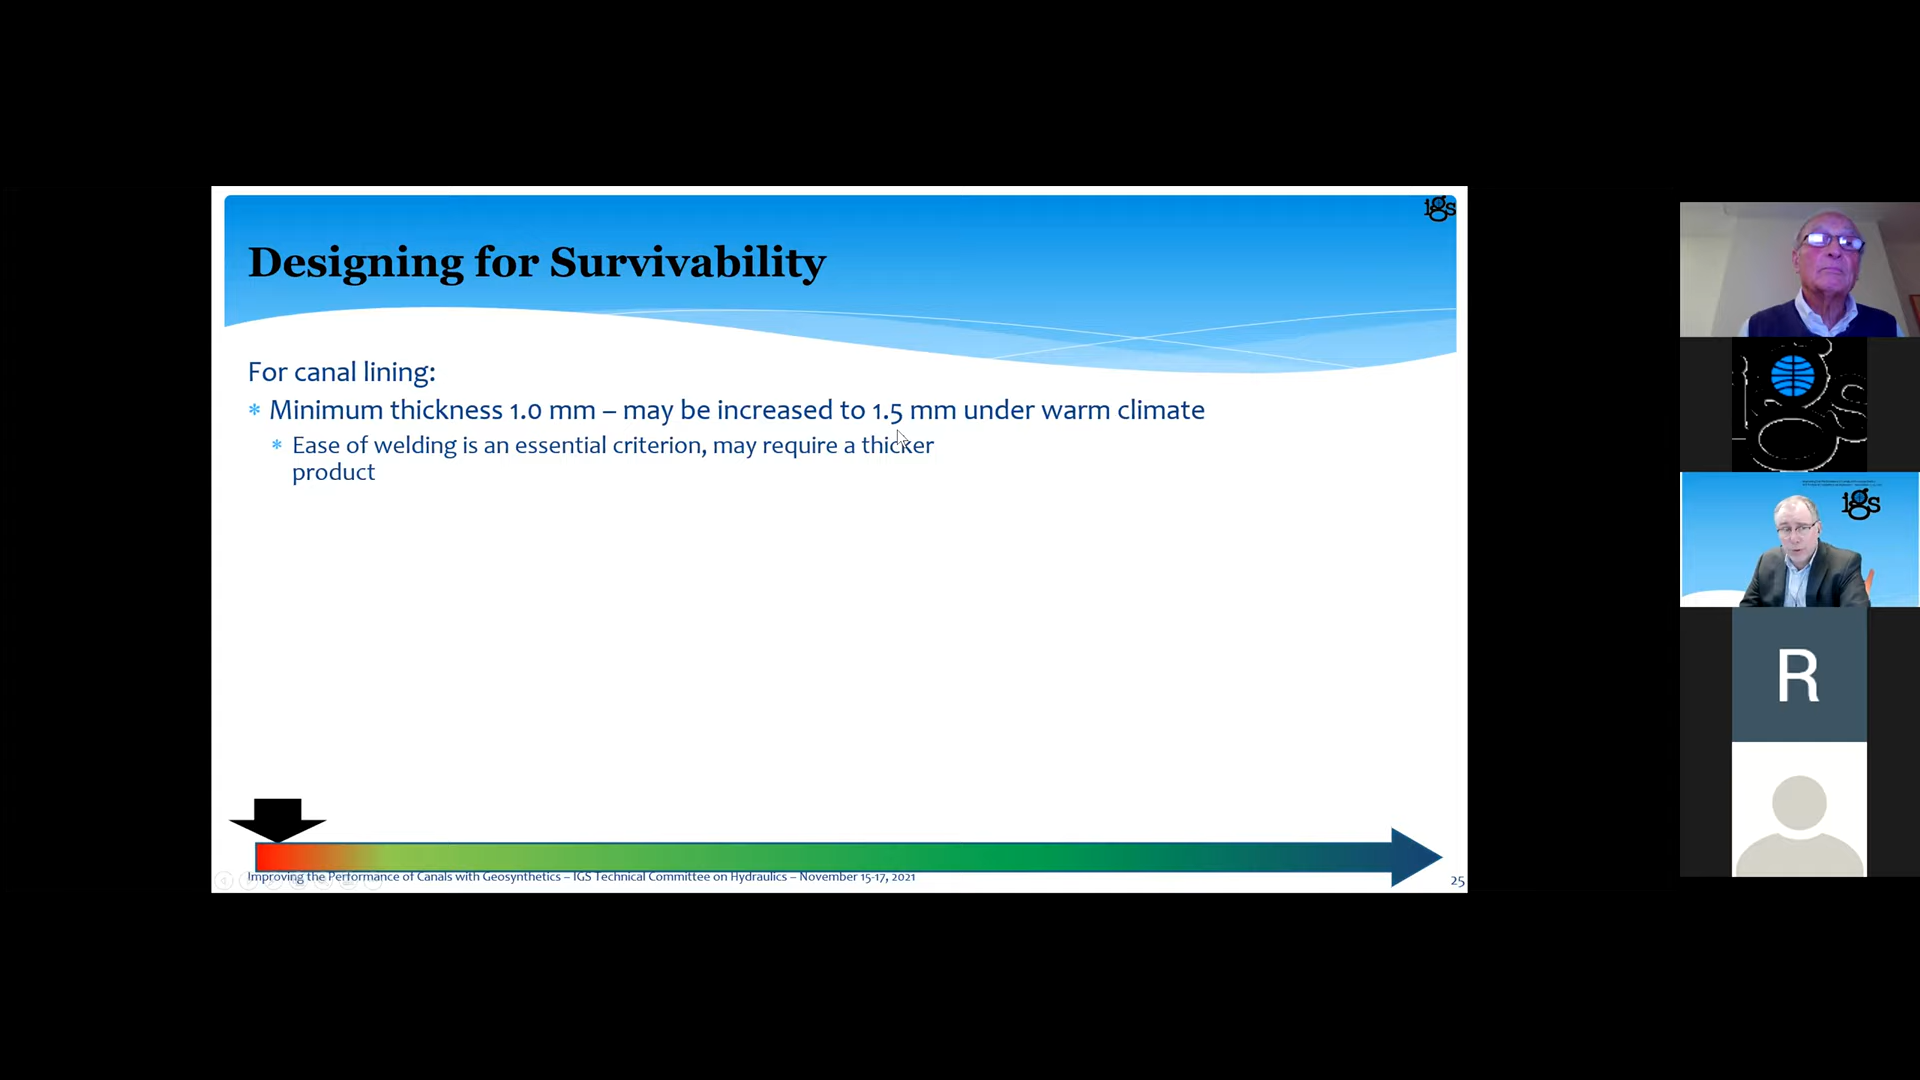 igs
Designing for Survivability
For canal lining:
* Minimum thickness 1.0 mm – may be increased to 1.5 mm under warm climate
* Ease of welding is an essential criterion, may require a thicker
product
Improving the Performance of Canals with Geosynthetics – IGS Technical Committee on Hydraulics – November 15-17, 2021
25
igs
R